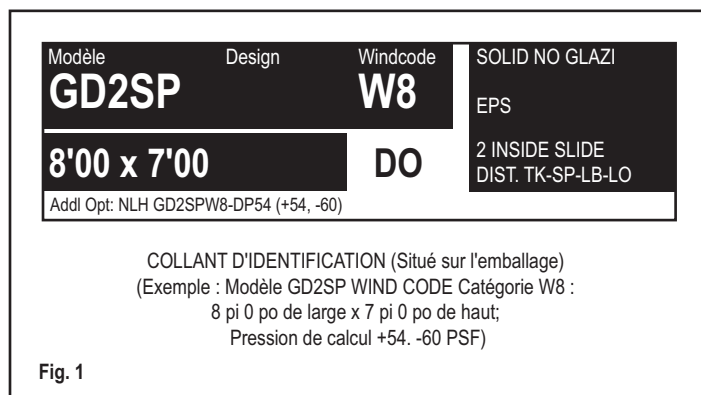 Modèle Design Windcode
GD2SP W8
8'00 x 7'00 DO
SOLID NO GLAZI
EPS
2 INSIDE SLIDE
DIST. TK-SP-LB-LO
Addl Opt: NLH GD2SPW8-DP54 (+54, -60)
COLLANT D'IDENTIFICATION (Situé sur l'emballage)
(Exemple : Modèle GD2SP WIND CODE Catégorie W8 :
8 pi 0 po de large x 7 pi 0 po de haut;
Pression de calcul +54. -60 PSF)
Fig. 1